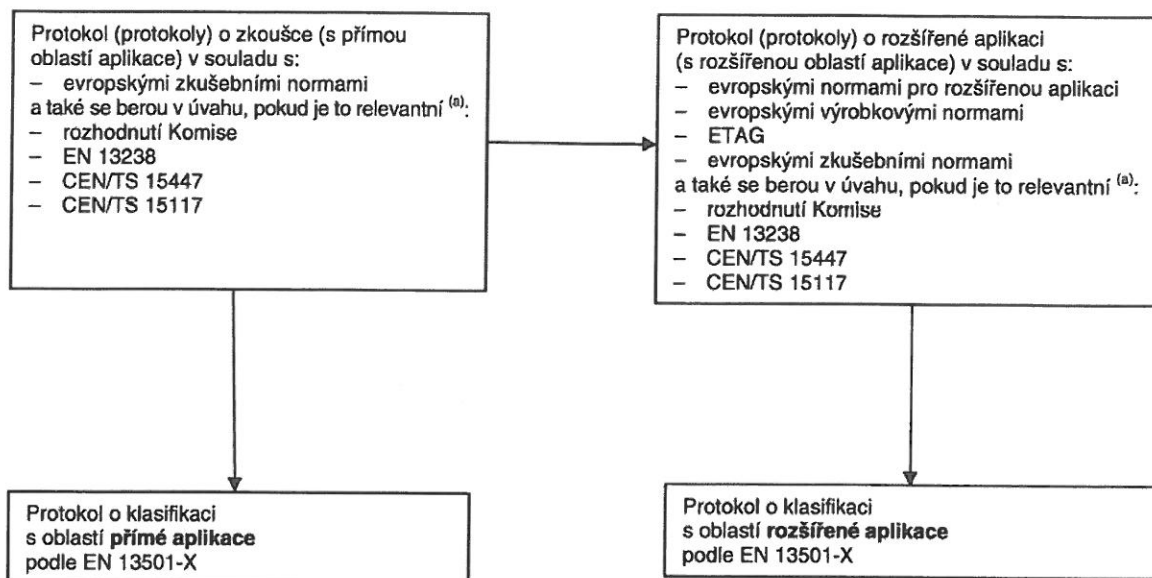 Protokol (protokoly) o zkoušce (s přímou
oblastí aplikace) v souladu s:
– evropskými zkušebními normami
a také se berou v úvahu, pokud je to relevantní (a):
– rozhodnutí Komise
– EN 13238
– CEN/TS 15447
– CEN/TS 15117
Protokol (protokoly) o rozšířené aplikaci
(s rozšířenou oblastí aplikace) v souladu s:
– evropskými normami pro rozšířenou aplikaci
– evropskými výrobkovými normami
– ETAG
– evropskými zkušebními normami
a také se berou v úvahu, pokud je to relevantní (a):
– rozhodnutí Komise
– EN 13238
– CEN/TS 15447
– CEN/TS 15117
Protokol o klasifikaci
s oblastí přímé aplikace
podle EN 13501-X
Protokol o klasifikaci
s oblastí rozšířené aplikace
podle EN 13501-X